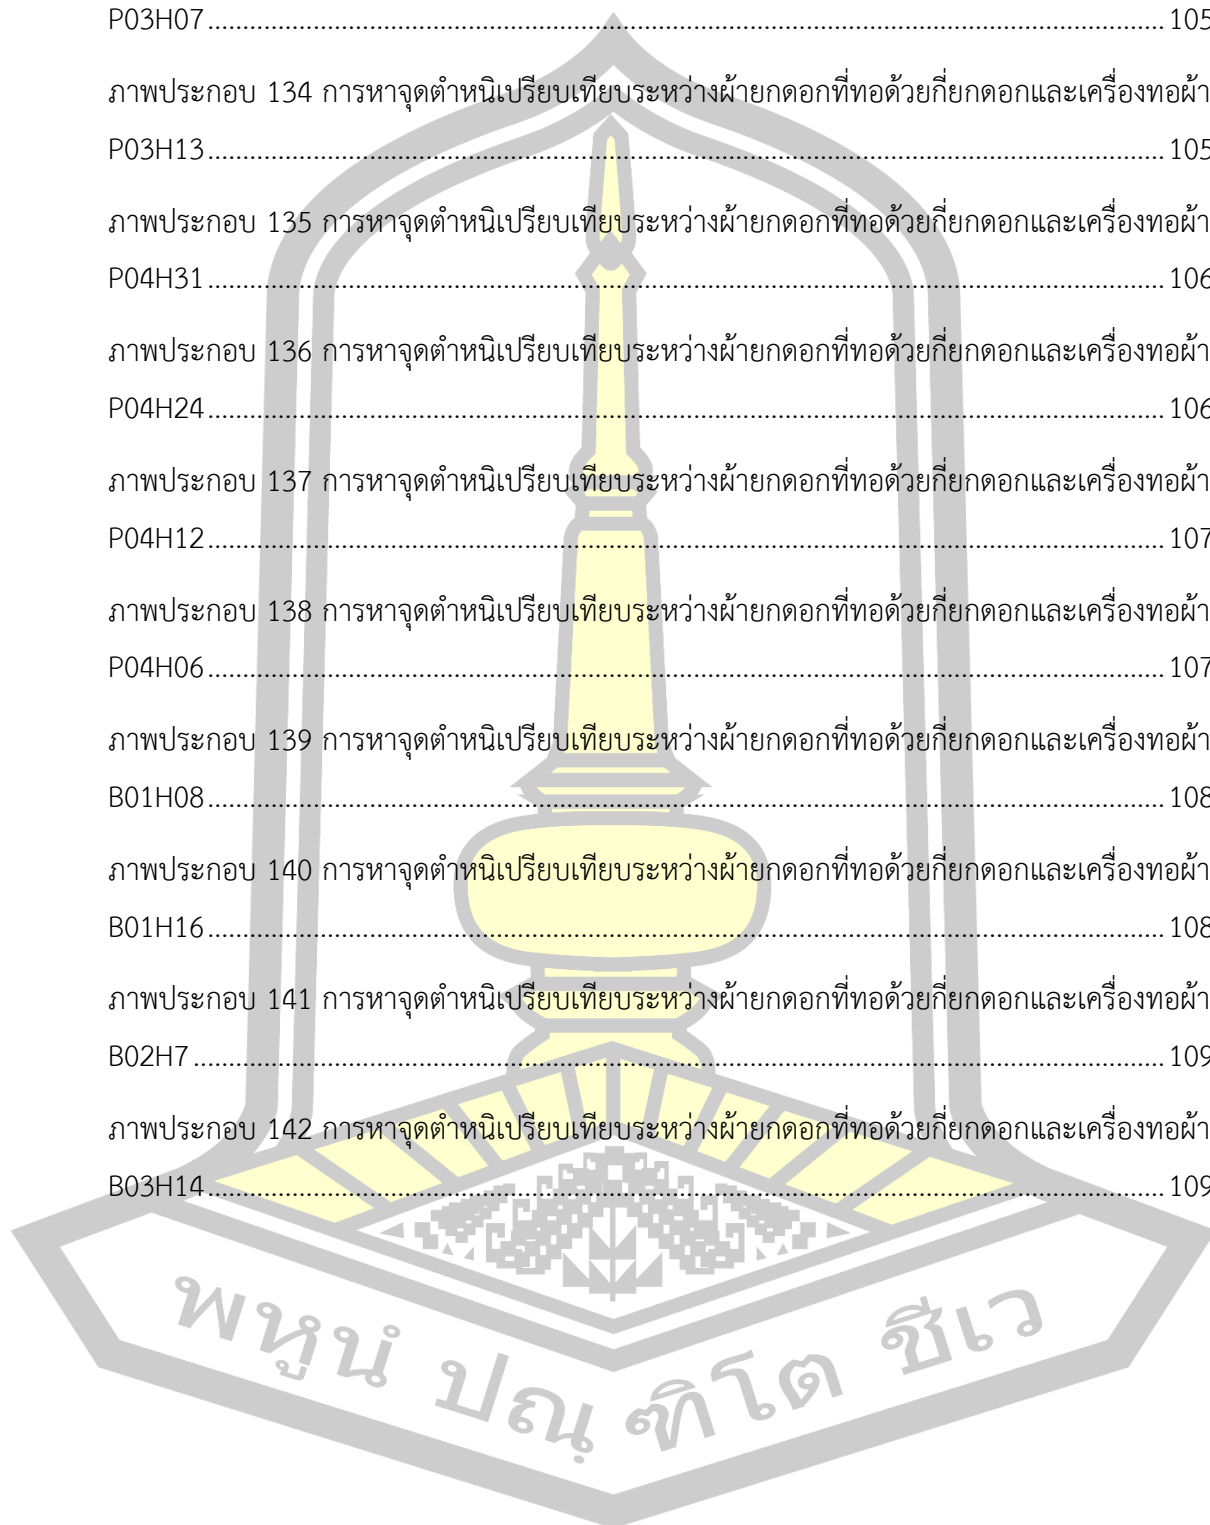 P03H07.......................................................................................................................................... 105
ภาพประกอบ 134 การหาจุดตำหนิเปรียบเทียบระหว่างผ้ายกดอกที่ทอด้วยกี่ยกดอกและเครื่องทอผ้า
P03H13.......................................................................................................................................... 105
ภาพประกอบ 135 การหาจุดตำหนิเปรียบเทียบระหว่างผ้ายกดอกที่ทอด้วยกี่ยกดอกและเครื่องทอผ้า
P04H31.......................................................................................................................................... 106
ภาพประกอบ 136 การหาจุดตำหนิเปรียบเทียบระหว่างผ้ายกดอกที่ทอด้วยกี่ยกดอกและเครื่องทอผ้า
P04H24.......................................................................................................................................... 106
ภาพประกอบ 137 การหาจุดตำหนิเปรียบเทียบระหว่างผ้ายกดอกที่ทอด้วยกี่ยกดอกและเครื่องทอผ้า
P04H12.......................................................................................................................................... 107
ภาพประกอบ 138 การหาจุดตำหนิเปรียบเทียบระหว่างผ้ายกดอกที่ทอด้วยกี่ยกดอกและเครื่องทอผ้า
P04H06.......................................................................................................................................... 107
ภาพประกอบ 139 การหาจุดตำหนิเปรียบเทียบระหว่างผ้ายกดอกที่ทอด้วยกี่ยกดอกและเครื่องทอผ้า
B01H08.......................................................................................................................................... 108
ภาพประกอบ 140 การหาจุดตำหนิเปรียบเทียบระหว่างผ้ายกดอกที่ทอด้วยกี่ยกดอกและเครื่องทอผ้า
B01H16.......................................................................................................................................... 108
ภาพประกอบ 141 การหาจุดตำหนิเปรียบเทียบระหว่างผ้ายกดอกที่ทอด้วยกี่ยกดอกและเครื่องทอผ้า
B02H7............................................................................................................................................ 109
ภาพประกอบ 142 การหาจุดตำหนิเปรียบเทียบระหว่างผ้ายกดอกที่ทอด้วยกี่ยกดอกและเครื่องทอผ้า
B03H14.......................................................................................................................................... 109
พหูนํ ปณฺฑิโต ชีเว